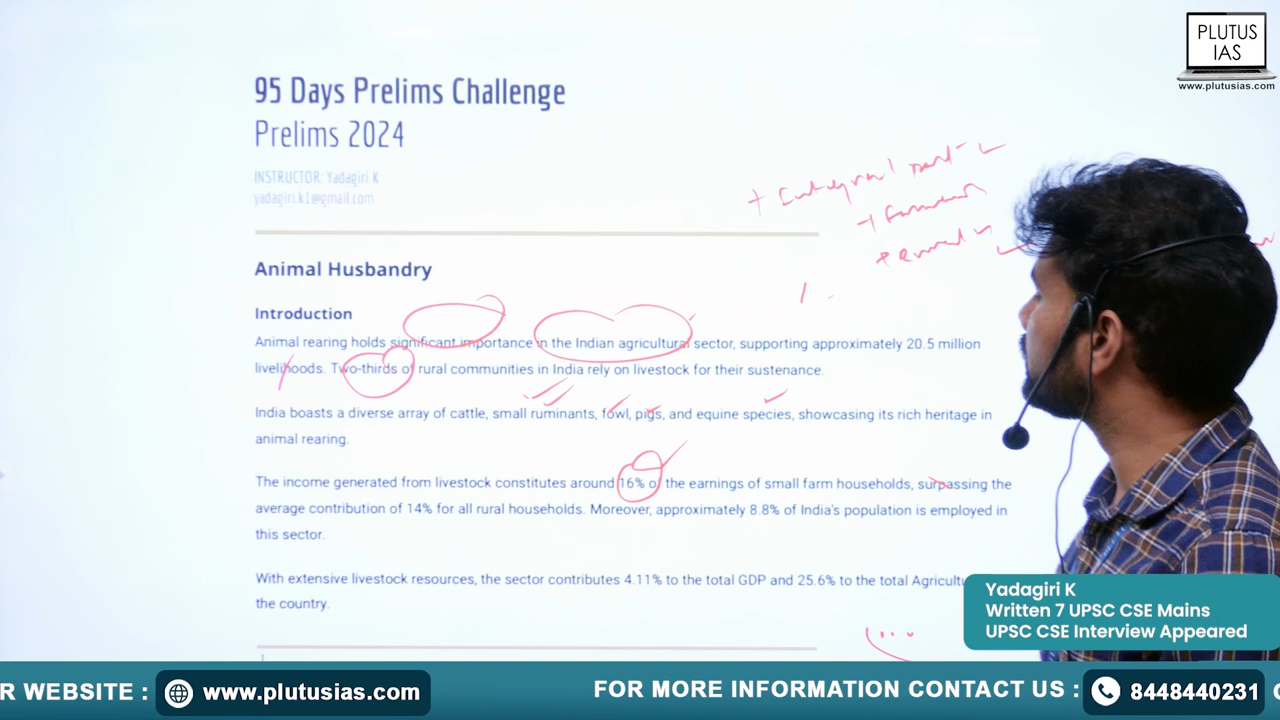 PLUTUS
IAS
www.plutusias.com
95 Days Prelims Challenge
Prelims 2024
INSTRUCTOR: Yadagiri K
yadagiri.k1@gmail.com
+ Integral part
Animal Husbandry
Introduction
Animal rearing holds significant importance in the Indian agricultural sector, supporting approximately 20.5 million
livelihoods. Two-thirds of rural communities in India rely on livestock for their sustenance.
India boasts a diverse array of cattle, small ruminants, fowl, pigs, and equine species, showcasing its rich heritage in
animal rearing.
The income generated from livestock constitutes around 16% of the earnings of small farm households, surpassing the
average contribution of 14% for all rural households. Moreover, approximately 8.8% of India's population is employed in
this sector.
With extensive livestock resources, the sector contributes 4.11% to the total GDP and 25.6% to the total
the country.
Yadagiri K
Written 7 UPSC CSE Mains
UPSC CSE Interview Appeared
R WEBSITE : www.plutusias.com FOR MORE INFORMATION CONTACT US : 8448440231